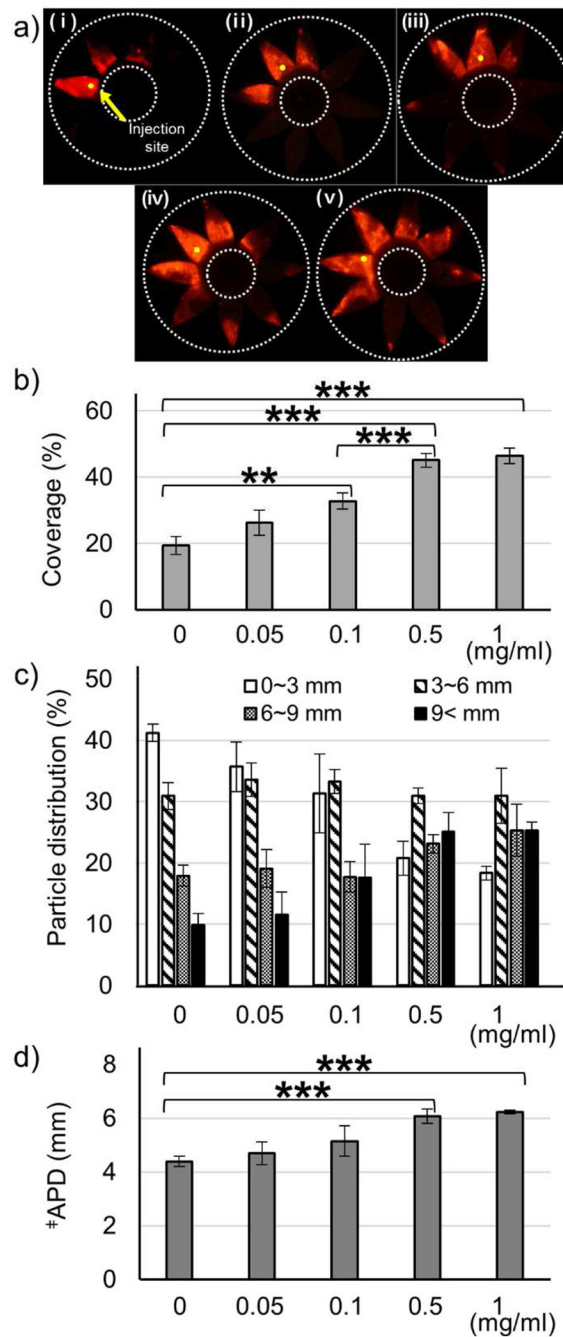 a)
(i)
(ii)
(iii)
Injection
site
(iv)
(v)
b)
Coverage (%)
60
40
20
0
***
***
***
**
0 0.05 0.1 0.5 1
(mg/ml)
c)
Particle distribution (%)
50
40
30
20
10
0
0~3 mm 3~6 mm
6~9 mm 9< mm
0 0.05 0.1 0.5 1
(mg/ml)
d)
ǂAPD (mm)
8
6
4
2
0
***
***
0 0.05 0.1 0.5 1
(mg/ml)